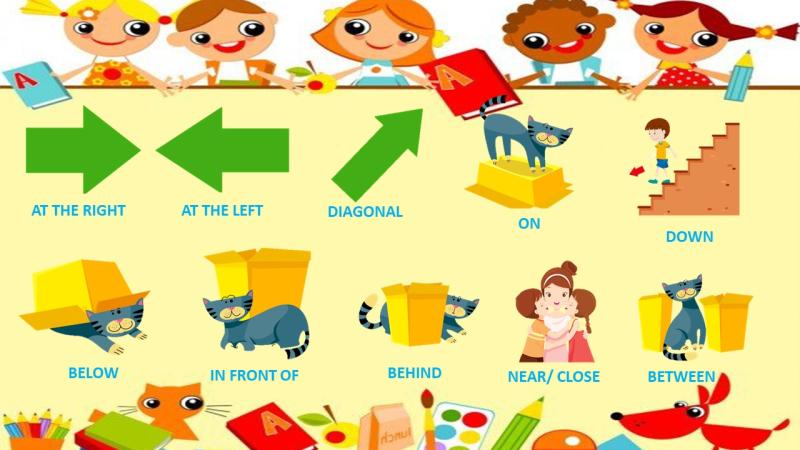 A
A
AT THE RIGHT
AT THE LEFT
DIAGONAL
ON
DOWN
BELOW
IN FRONT OF
BEHIND
NEAR/ CLOSE
BETWEEN
A
lunch